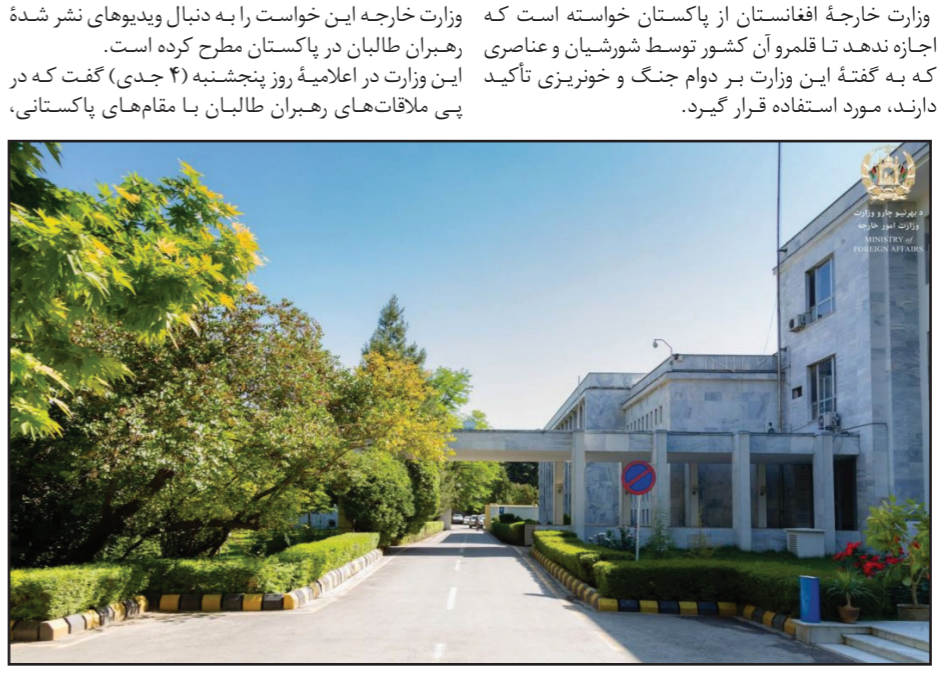 وزارت خارجهٔ افغانستان از پاکستان خواسته است که
اجازه ندهد تا قلمرو آن کشور توسط شورشیان و عناصری
که به گفتهٔ این وزارت بر دوام جنگ و خونریزی تأکید
دارند، مورد استفاده قرار گیرد.
وزارت خارجه این خواست را به دنبال ویدیوهای نشر شدهٔ
رهبران طالبان در پاکستان مطرح کرده است.
این وزارت در اعلامیهٔ روز پنجشنبه (۴ جدی) گفت که در
پی ملاقات‌های رهبران طالبان با مقام‌های پاکستانی،
د بهرنیو چارو وزارت
وزارت امور خارجه
MINISTRY of
FOREIGN AFFAIRS